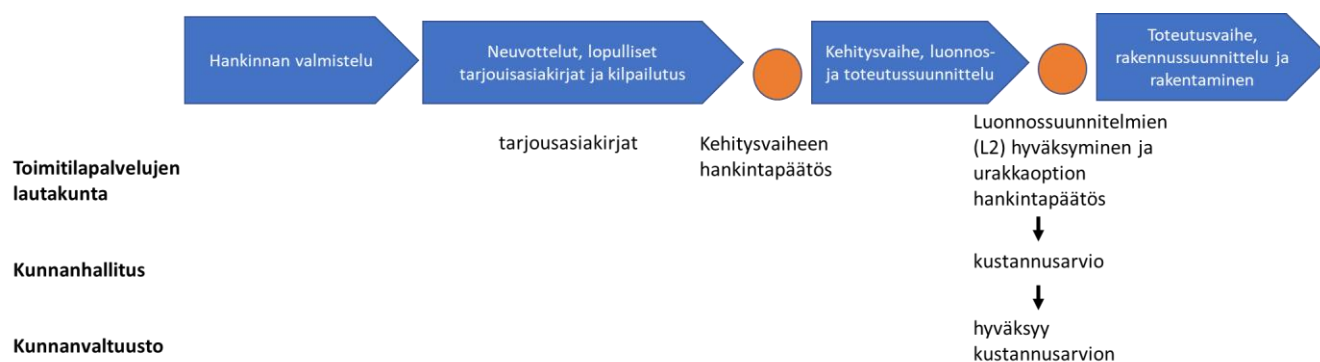 Hankinnan valmistelu
Neuvottelut, lopulliset
tarjouisasiakirjat ja kilpailutus
Kehitysvaihe, luonnos-
ja toteutussuunnittelu
Toteutusvaihe,
rakennussuunnittelu ja
rakentaminen
Toimitilapalvelujen
lautakunta
tarjousasiakirjat
Kehitysvaiheen
hankintapäätös
Luonnossuunnitelmien
(L2) hyväksyminen ja
urakkaoption
hankintapäätös
Kunnanhallitus
kustannusarvio
Kunnanvaltuusto
hyväksyy
kustannusarvion